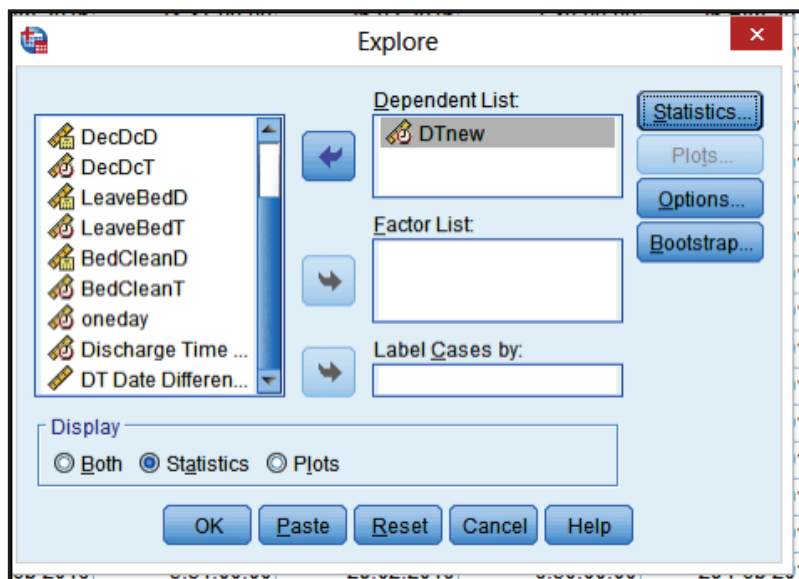 Explore
Dependent List:
DTnew
DecDcD
DecDcT
LeaveBedD
LeaveBedT
BedCleanD
BedCleanT
oneday
Discharge Time ...
DT Date Differen...
Factor List:
Label Cases by:
Statistics...
Plots...
Options...
Bootstrap...
Display
Both Statistics Plots
OK Paste Reset Cancel Help